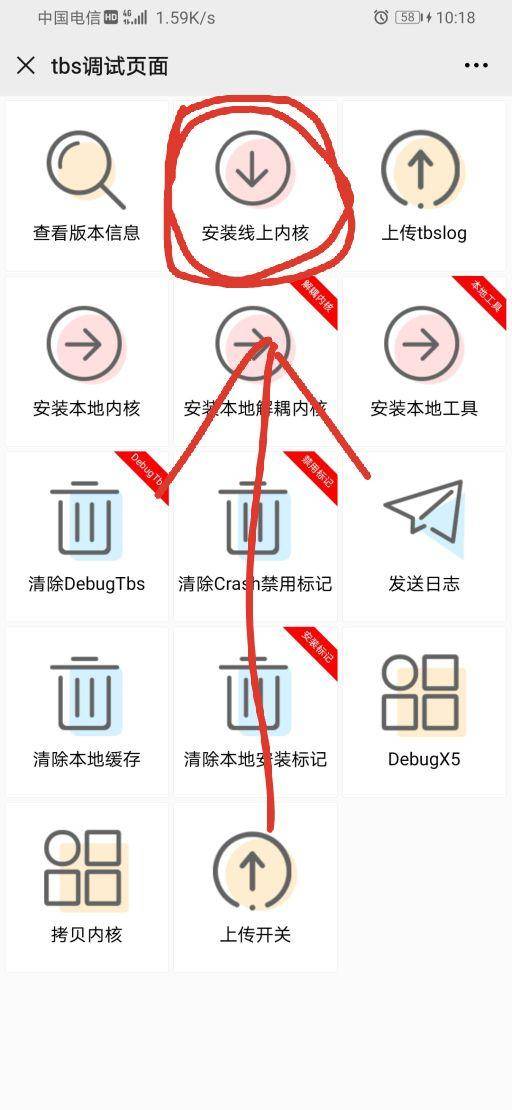 中国电信 HD 4G 1.59K/s 58 10:18
tbs调试页面
查看版本信息
安装线上内核
上传tbslog
解耦内核
本地工具
安装本地内核
安装本地解耦内核
安装本地工具
DebugTb
禁用标记
清除DebugTbs
清除Crash禁用标记
发送日志
安装标记
清除本地缓存
清除本地安装标记
DebugX5
拷贝内核
上传开关